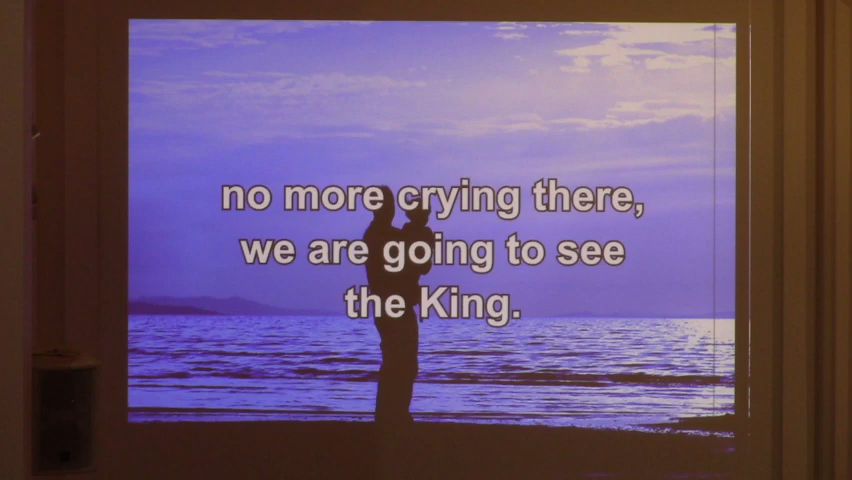 no more crying there,
we are going to see
the King.